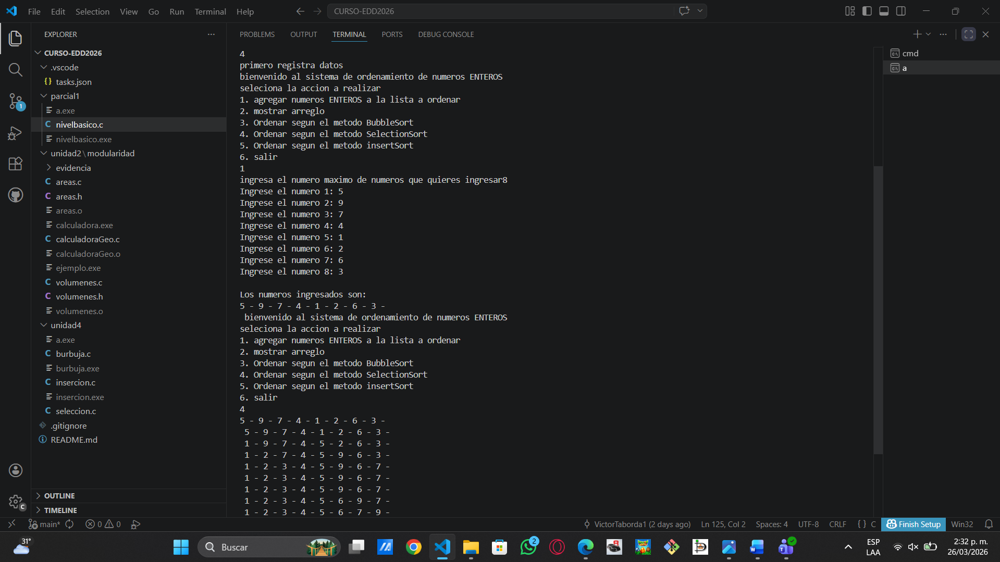 File Edit Selection View Go Run Terminal Help
CURSO-EDD2026
EXPLORER
CURSO-EDD2026
.vscode
{} tasks.json
parcial1
a.exe
C nivelbasico.c
nivelbasico.exe
unidad2\modularidad
evidencia
C areas.c
C areas.h
areas.o
calculadora.exe
C calculadoraGeo.c
calculadoraGeo.o
ejemplo.exe
C volumenes.c
C volumenes.h
volumenes.o
unidad4
a.exe
C burbuja.c
burbuja.exe
C insercion.c
insercion.exe
C seleccion.c
.gitignore
README.md
OUTLINE
TIMELINE
1
C
PROBLEMS OUTPUT TERMINAL PORTS DEBUG CONSOLE
4
primero registra datos
bienvenido al sistema de ordenamiento de numeros ENTEROS
seleciona la accion a realizar
1. agregar numeros ENTEROS a la lista a ordenar
2. mostrar arreglo
3. Ordenar segun el metodo BubbleSort
4. Ordenar segun el metodo SelectionSort
5. Ordenar segun el metodo insertSort
6. salir
1
ingresa el numero maximo de numeros que quieres ingresar8
Ingrese el numero 1: 5
Ingrese el numero 2: 9
Ingrese el numero 3: 7
Ingrese el numero 4: 4
Ingrese el numero 5: 1
Ingrese el numero 6: 2
Ingrese el numero 7: 6
Ingrese el numero 8: 3
Los numeros ingresados son:
5 - 9 - 7 - 4 - 1 - 2 - 6 - 3 -
bienvenido al sistema de ordenamiento de numeros ENTEROS
seleciona la accion a realizar
1. agregar numeros ENTEROS a la lista a ordenar
2. mostrar arreglo
3. Ordenar segun el metodo BubbleSort
4. Ordenar segun el metodo SelectionSort
5. Ordenar segun el metodo insertSort
6. salir
4
5 - 9 - 7 - 4 - 1 - 2 - 6 - 3 -
5 - 9 - 7 - 4 - 1 - 2 - 6 - 3 -
1 - 9 - 7 - 4 - 5 - 2 - 6 - 3 -
1 - 2 - 7 - 4 - 5 - 9 - 6 - 3 -
1 - 2 - 3 - 4 - 5 - 9 - 6 - 7 -
1 - 2 - 3 - 4 - 5 - 9 - 6 - 7 -
1 - 2 - 3 - 4 - 5 - 9 - 6 - 7 -
1 - 2 - 3 - 4 - 5 - 6 - 9 - 7 -
1 - 2 - 3 - 4 - 5 - 6 - 7 - 9 -
cmd
a
main* 0 0
VictorTaborda1 (2 days ago) Ln 125, Col 2 Spaces: 4 UTF-8 CRLF {} C Finish Setup Win32
31°
Buscar
2
ESP
LAA
2:32 p. m.
26/03/2026